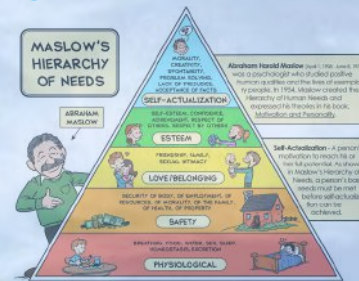 MASLOW'S
HIERARCHY
OF NEEDS
ABRAHAM
MASLOW
MORALITY,
CREATIVITY,
SPONTANEITY,
PROBLEM SOLVING,
LACK OF PREJUDICE,
ACCEPTANCE OF FACTS
SELF-ACTUALIZATION
SELF-ESTEEM, CONFIDENCE,
ACHIEVEMENT, RESPECT OF
OTHERS, RESPECT BY OTHERS
ESTEEM
FRIENDSHIP, FAMILY,
SEXUAL INTIMACY
LOVE/BELONGING
SECURITY OF BODY, OF EMPLOYMENT, OF
RESOURCES, OF MORALITY, OF THE FAMILY,
OF HEALTH, OF PROPERTY
SAFETY
BREATHING, FOOD, WATER, SEX, SLEEP,
HOMEOSTASIS, EXCRETION
PHYSIOLOGICAL
Abraham Harold Maslow
was a psychologist who studied positive
human qualities and the lives of
people. In 1954, Maslow created the
Hierarchy of Human Needs and
expressed his theories in his book,
Motivation and Personality.
Self-Actualization - A person's
motivation to reach his or
her full potential. As shown
in Maslow's Hierarchy of
Needs, a person's basic
needs must be met
before self-actualiza-
tion can be
achieved.